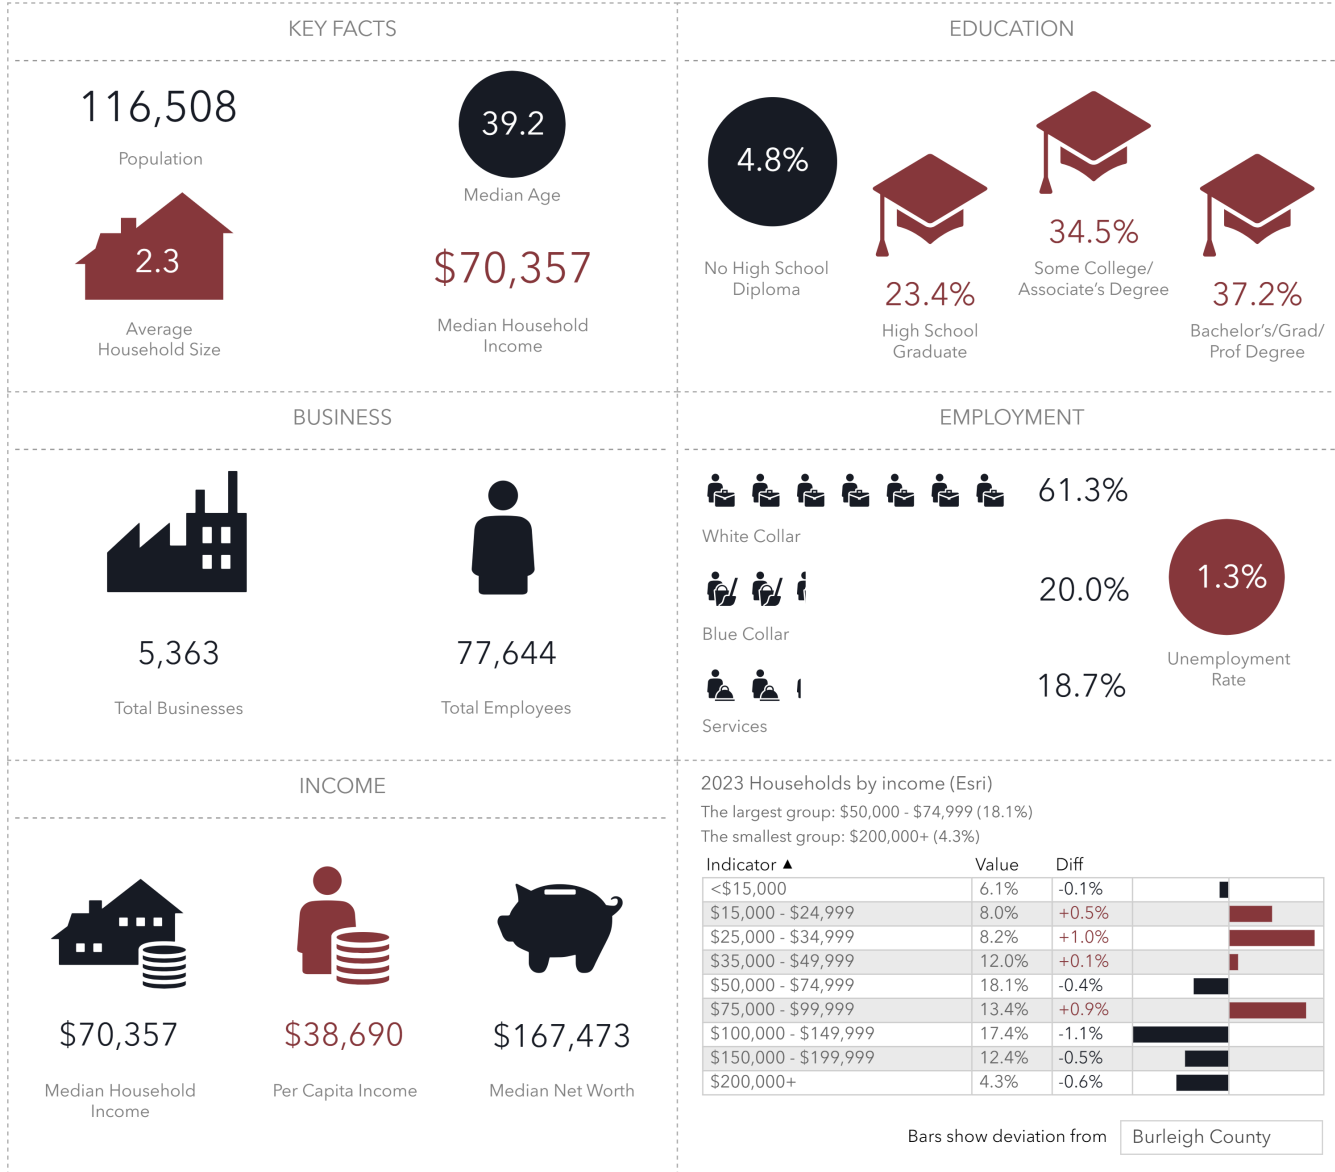 KEY FACTS
116,508
Population
39.2
Median Age
2.3
Average
Household Size
$70,357
Median Household
Income
EDUCATION
4.8%
No High School
Diploma
23.4%
High School
Graduate
34.5%
Some College/
Associate's Degree
37.2%
Bachelor's/Grad/
Prof Degree
BUSINESS
5,363
Total Businesses
77,644
Total Employees
EMPLOYMENT
61.3%
White Collar
20.0%
Blue Collar
18.7%
Services
1.3%
Unemployment
Rate
INCOME
$70,357
Median Household
Income
$38,690
Per Capita Income
$167,473
Median Net Worth
2023 Households by income (Esri)
The largest group: $50,000 - $74,999 (18.1%)
The smallest group: $200,000+ (4.3%)
Indicator ▲ Value Diff
<$15,000 6.1% -0.1%
$15,000 - $24,999 8.0% +0.5%
$25,000 - $34,999 8.2% +1.0%
$35,000 - $49,999 12.0% +0.1%
$50,000 - $74,999 18.1% -0.4%
$75,000 - $99,999 13.4% +0.9%
$100,000 - $149,999 17.4% -1.1%
$150,000 - $199,999 12.4% -0.5%
$200,000+ 4.3% -0.6%
Bars show deviation from Burleigh County